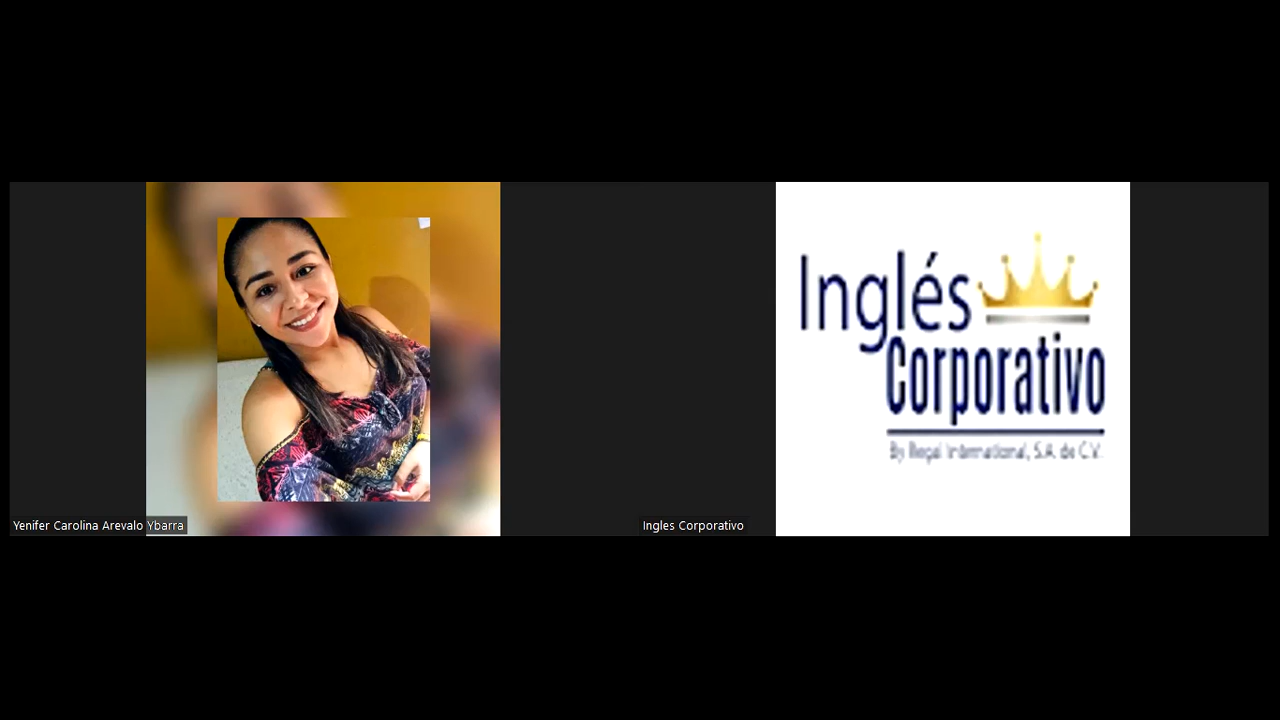 Inglés
Corporativo
By Regal International, S.A. de C.V.
Yenifer Carolina Arevalo Ybarra
Ingles Corporativo